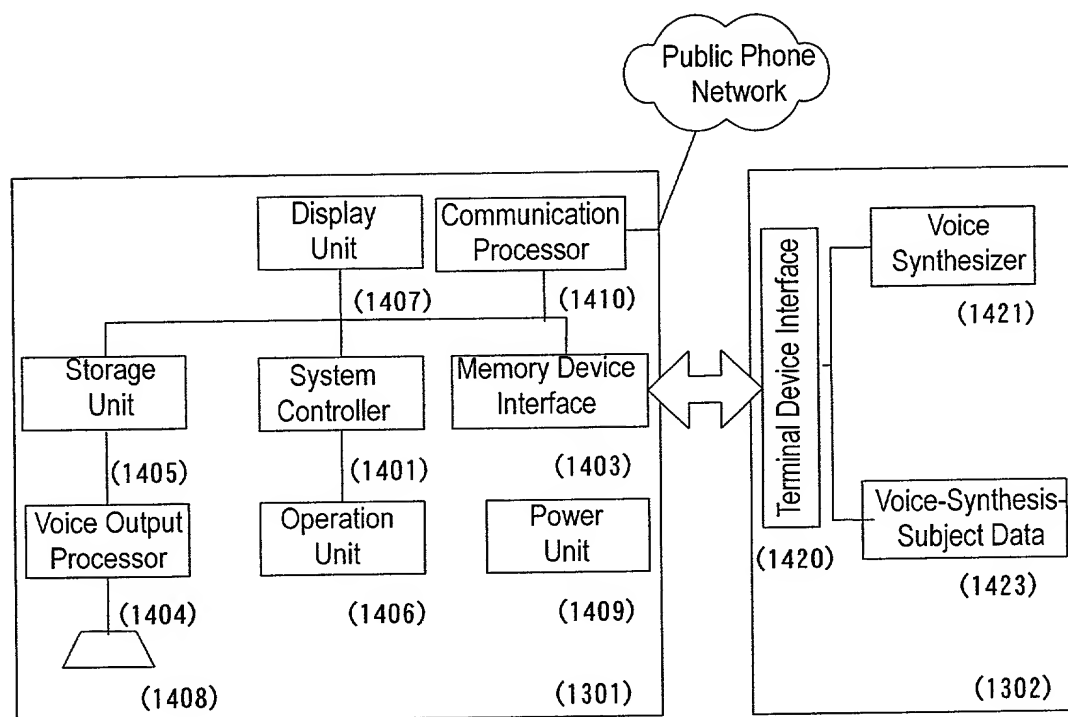 Public Phone
Network
Display
Unit
(1407)
Communication
Processor
(1410)
Storage
Unit
(1405)
System
Controller
(1401)
Memory Device
Interface
(1403)
Voice Output
Processor
(1404)
Operation
Unit
(1406)
Power
Unit
(1409)
(1408)
(1301)
Terminal Device Interface
(1420)
Voice
Synthesizer
(1421)
Voice-Synthesis-
Subject Data
(1423)
(1302)